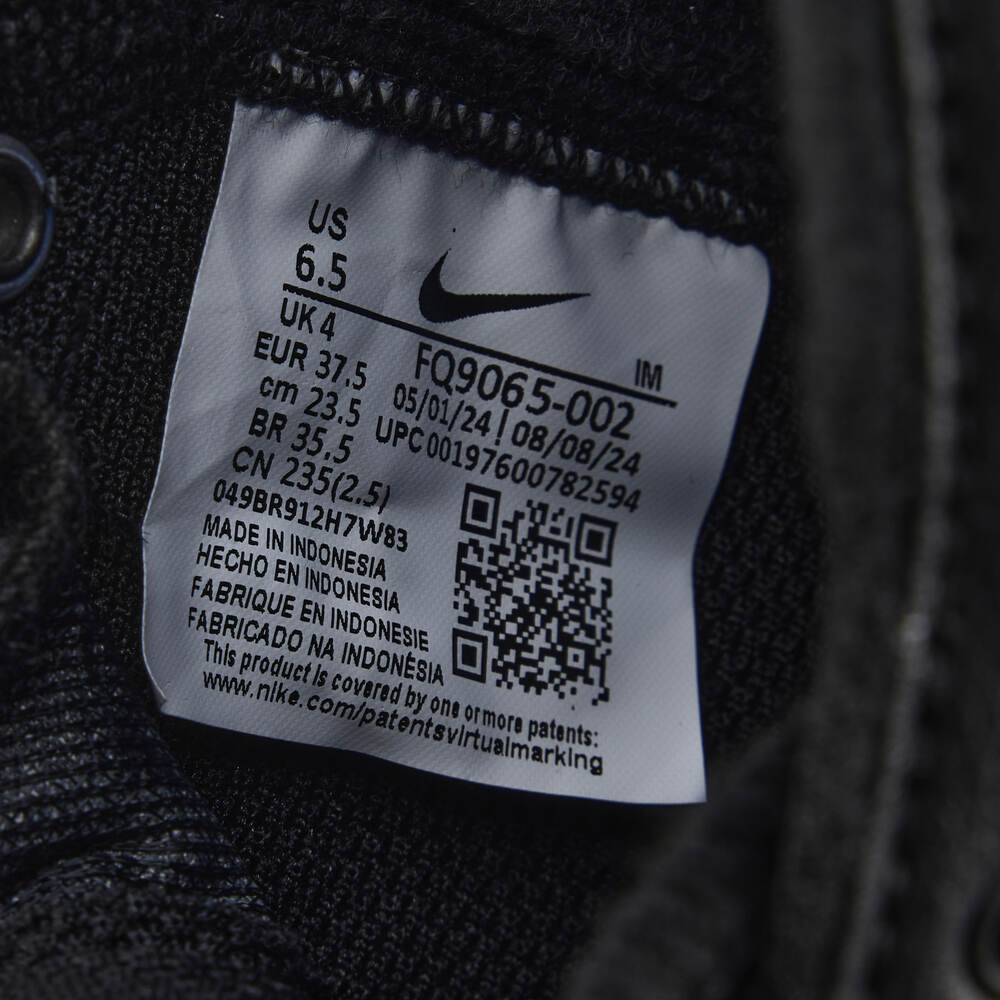 US
6.5
UK 4
EUR 37.5
cm 23.5
BR 35.5
CN 235(2.5)
IM
FQ9065-002
05/01/24 | 08/08/24
UPC 00197600782594
049BR912H7W83
MADE IN INDONESIA
HECHO EN INDONESIA
FABRIQUE EN INDONESIE
FABRICADO NA INDONÉSIA
This product is covered by one or more patents:
www.nike.com/patentsvirtualmarking